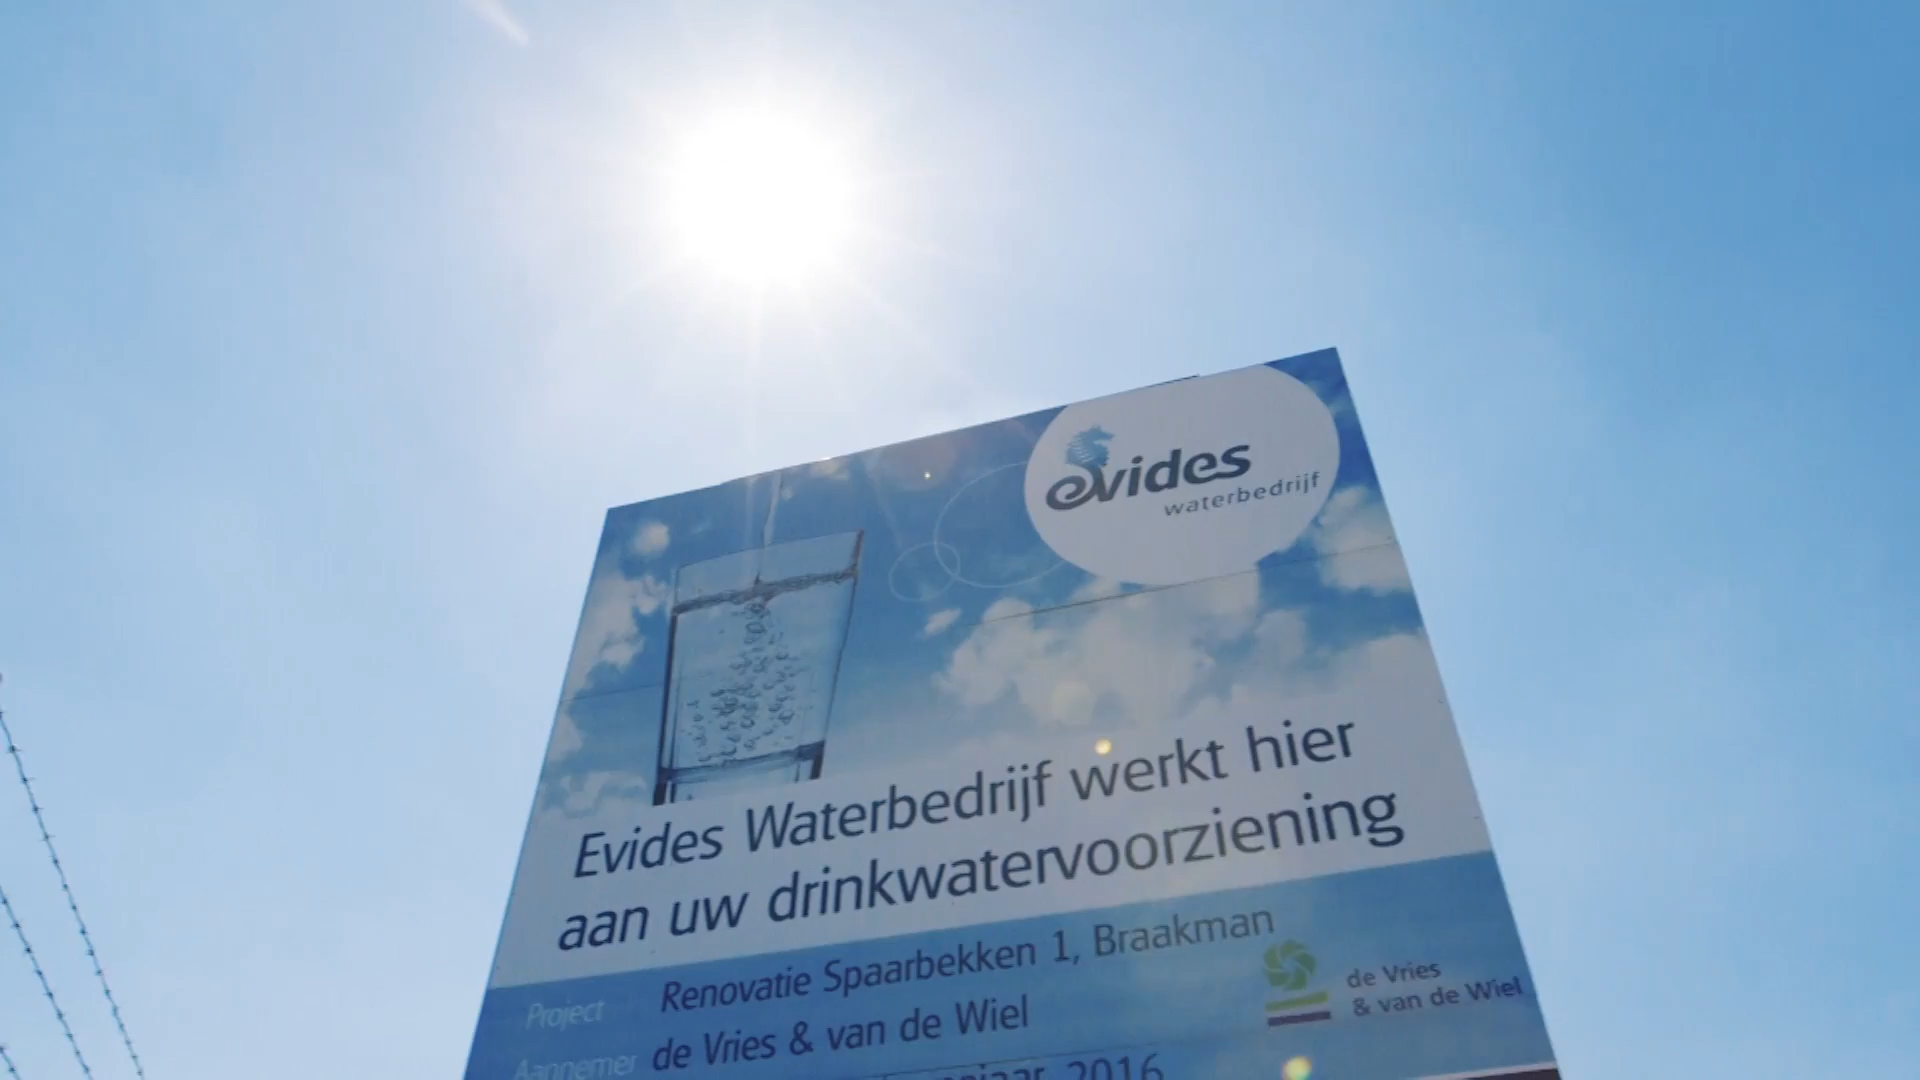 evides
waterbedrijf
Evides Waterbedrijf werkt hier
aan uw drinkwatervoorziening
Project Renovatie Spaarbekken 1, Braakman
Aannemer de Vries & van de Wiel
de Vries
& van de Wiel
2016